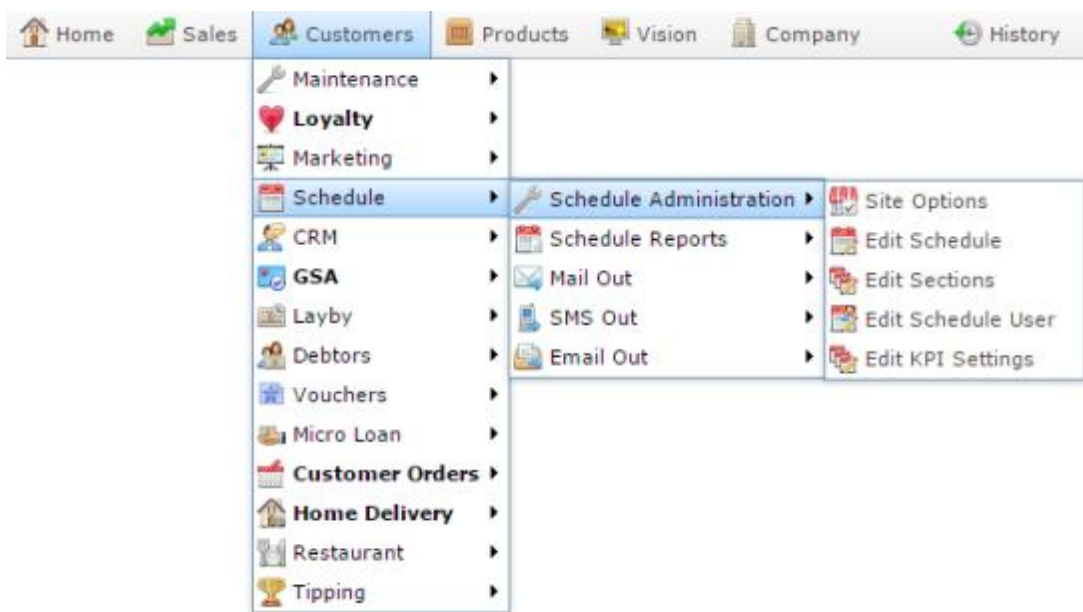 Home Sales Customers Products Vision Company History
Maintenance
Loyalty
Marketing
Schedule Schedule Administration Site Options
CRM Schedule Reports Edit Schedule
GSA Mail Out Edit Sections
Layby SMS Out Edit Schedule User
Debtors Email Out Edit KPI Settings
Vouchers
Micro Loan
Customer Orders
Home Delivery
Restaurant
Tipping